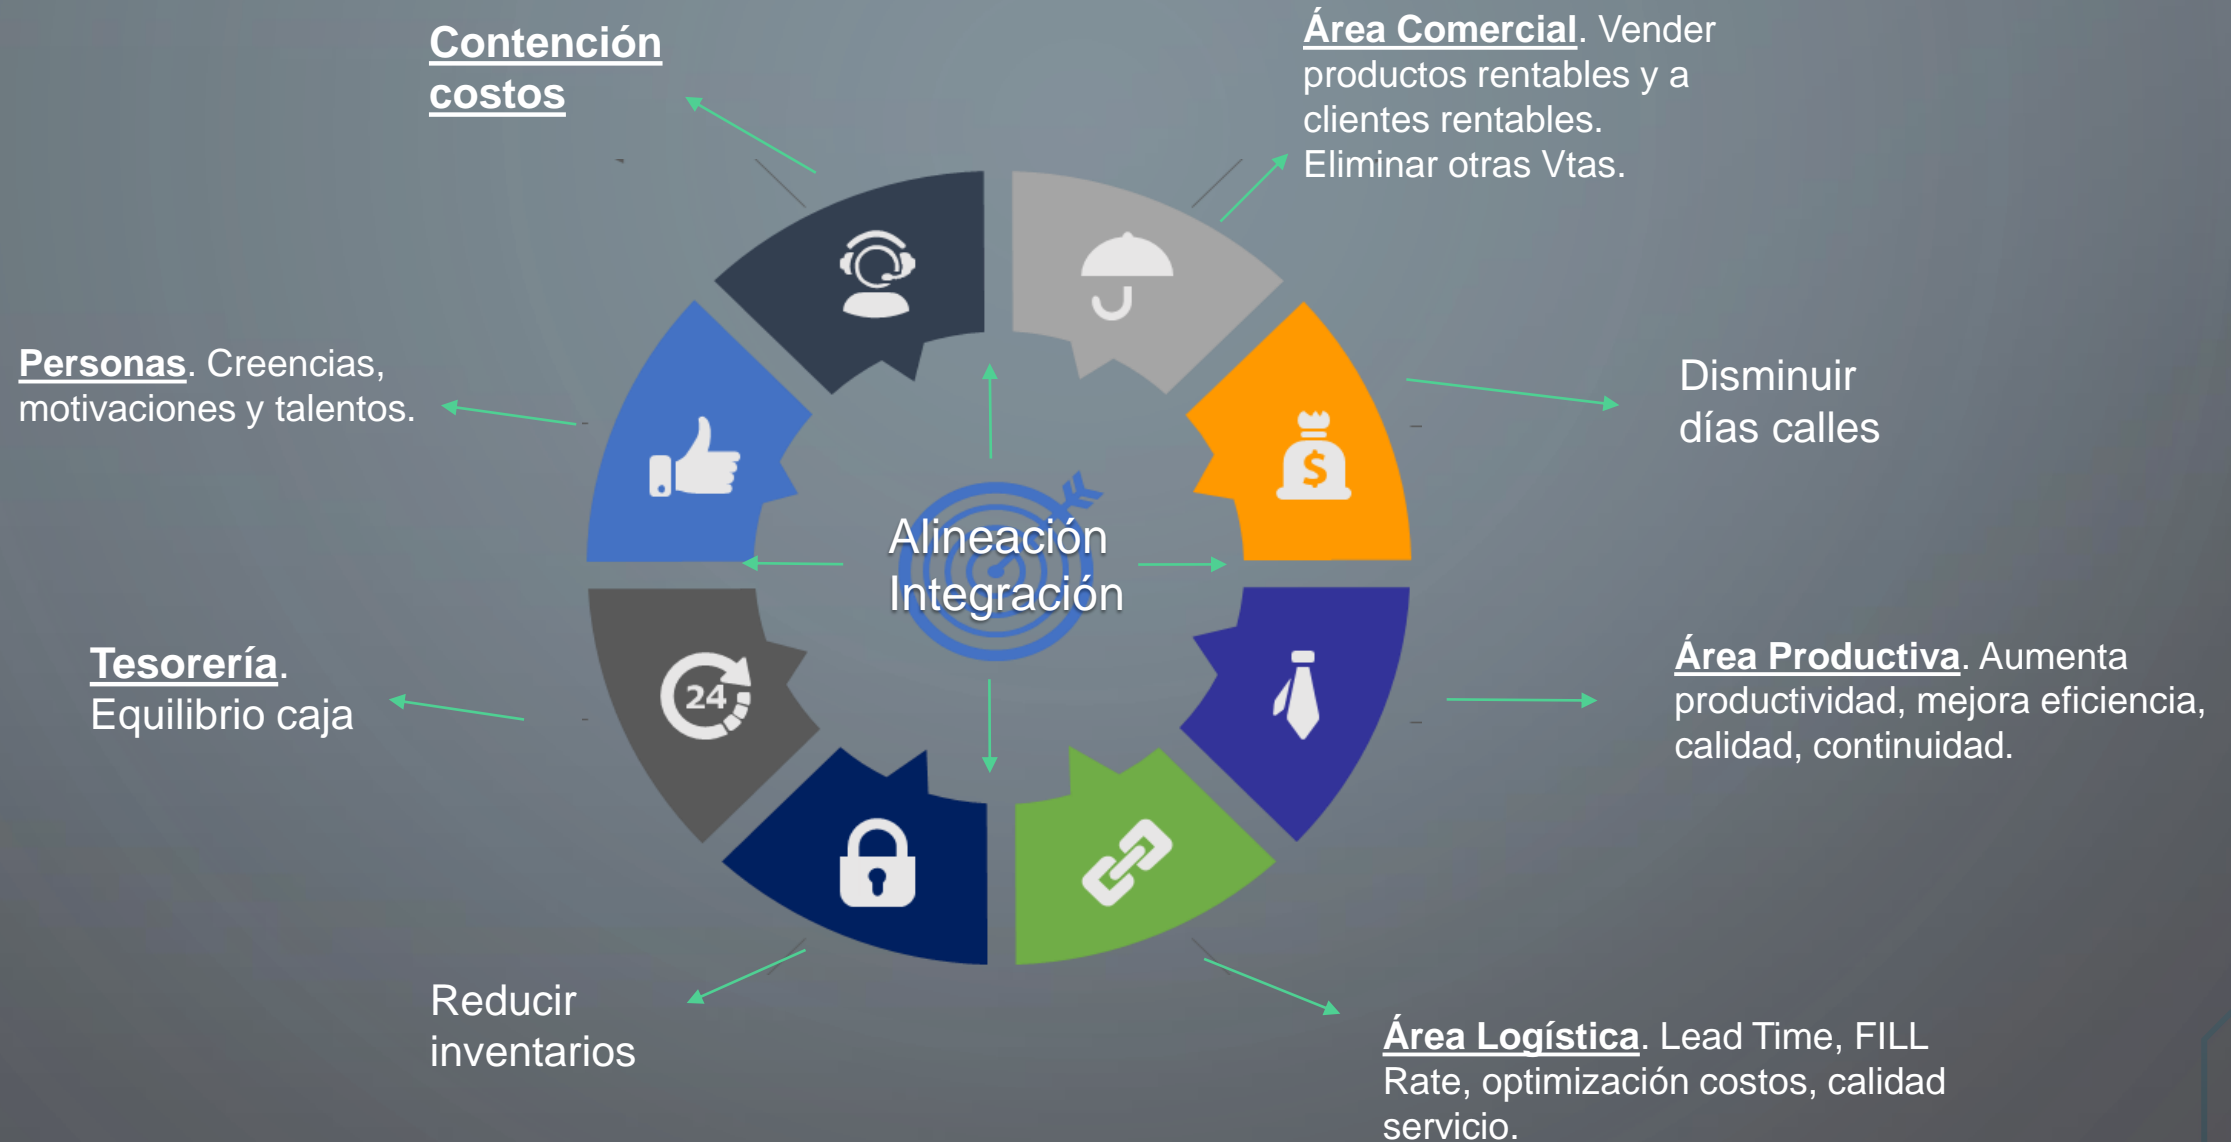 Contención
costos
Área Comercial. Vender
productos rentables y a
clientes rentables.
Eliminar otras Vtas.
Personas. Creencias,
motivaciones y talentos.
Disminuir
días calles
$
Alineación
Integración
Tesorería.
Equilibrio caja
24
Área Productiva. Aumenta
productividad, mejora eficiencia,
calidad, continuidad.
Reducir
inventarios
Área Logística. Lead Time, FILL
Rate, optimización costos, calidad
servicio.